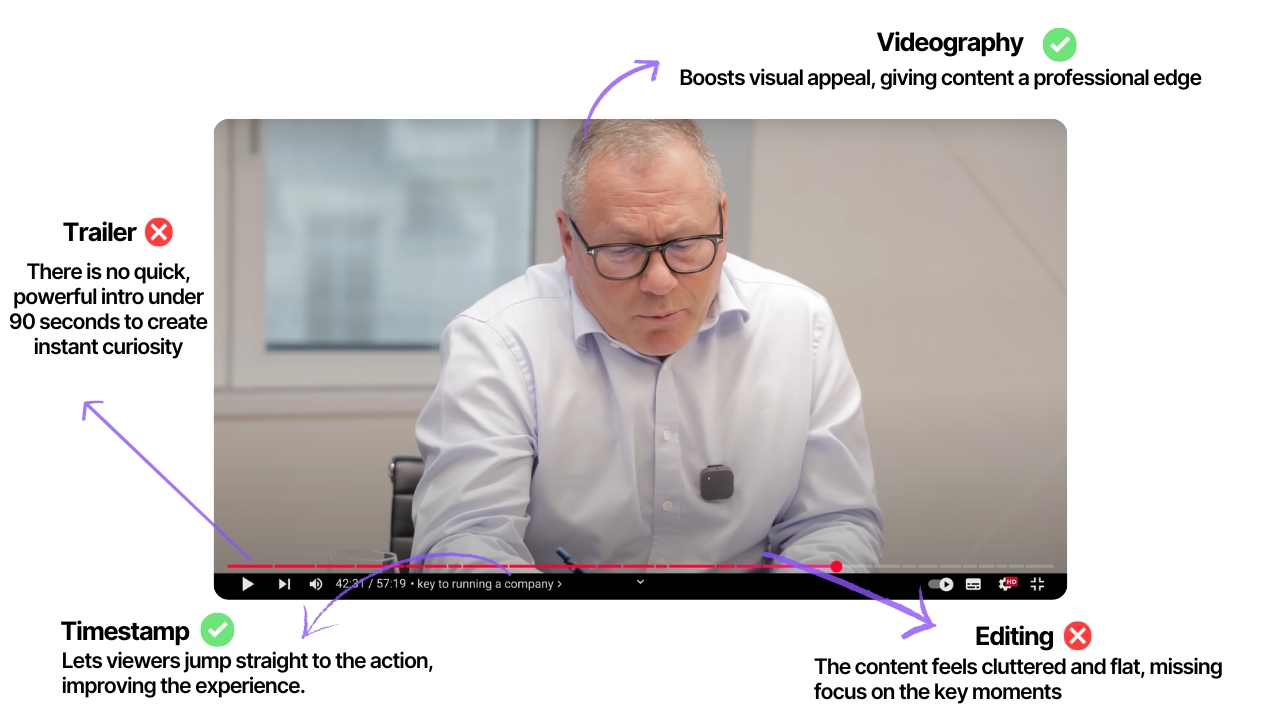 Videography
Boosts visual appeal, giving content a professional edge
Trailer
There is no quick,
powerful intro under
90 seconds to create
instant curiosity
42:31 / 57:19 • key to running a company ›
HD
Timestamp
Lets viewers jump straight to the action,
improving the experience.
Editing
The content feels cluttered and flat, missing
focus on the key moments